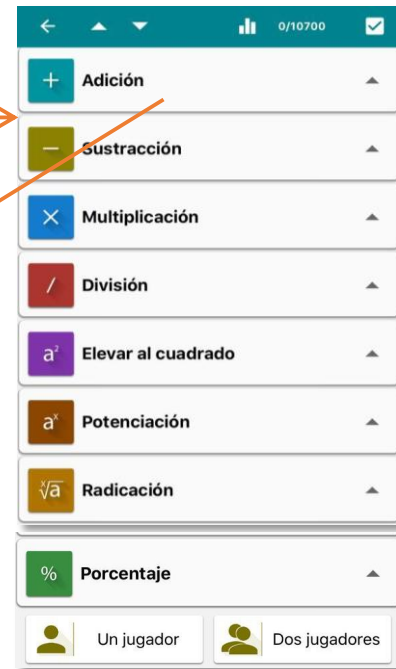 0/10700
+ Adición
− Sustracción
× Multiplicación
/ División
a² Elevar al cuadrado
aˣ Potenciación
ˣ√a Radicación
% Porcentaje
Un jugador Dos jugadores